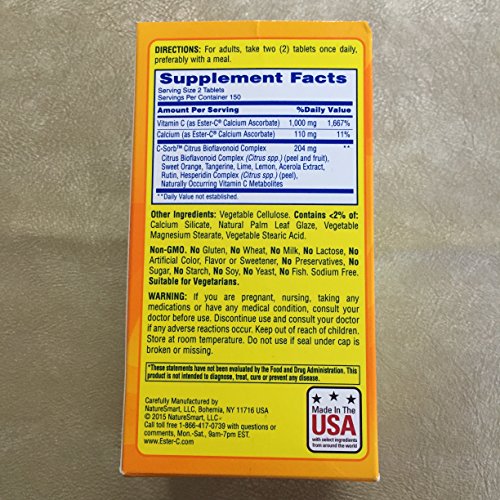 DIRECTIONS: For adults, take two (2) tablets once daily,
preferably with a meal.
Supplement Facts
Serving Size 2 Tablets
Servings Per Container 150
Amount Per Serving %Daily Value
Vitamin C (as Ester-C® Calcium Ascorbate) 1,000 mg 1,667%
Calcium (as Ester-C® Calcium Ascorbate) 110 mg 11%
C-Sorb™ Citrus Bioflavonoid Complex 204 mg **
Citrus Bioflavonoid Complex (Citrus spp.) (peel and fruit),
Sweet Orange, Tangerine, Lime, Lemon, Acerola Extract,
Rutin, Hesperidin Complex (Citrus spp.) (peel),
Naturally Occurring Vitamin C Metabolites
**Daily Value not established.
Other Ingredients: Vegetable Cellulose. Contains <2% of:
Calcium Silicate, Natural Palm Leaf Glaze, Vegetable
Magnesium Stearate, Vegetable Stearic Acid.
Non-GMO. No Gluten, No Wheat, No Milk, No Lactose, No
Artificial Color, Flavor or Sweetener, No Preservatives, No
Sugar, No Starch, No Soy, No Yeast, No Fish. Sodium Free.
Suitable for Vegetarians.
WARNING: If you are pregnant, nursing, taking any
medications or have any medical condition, consult your
doctor before use. Discontinue use and consult your doctor if
any adverse reactions occur. Keep out of reach of children.
Store at room temperature. Do not use if seal under cap is
broken or missing.
*These statements have not been evaluated by the Food and Drug Administration. This
product is not intended to diagnose, treat, cure or prevent any disease.
Carefully Manufactured by
NatureSmart, LLC, Bohemia, NY 11716 USA
© 2015 NatureSmart, LLC
Call toll free 1-866-417-0739 with questions or
comments, Mon.-Sat., 9am-7pm EST.
www.Ester-C.com
Made In The
USA
with select ingredients
from around the world